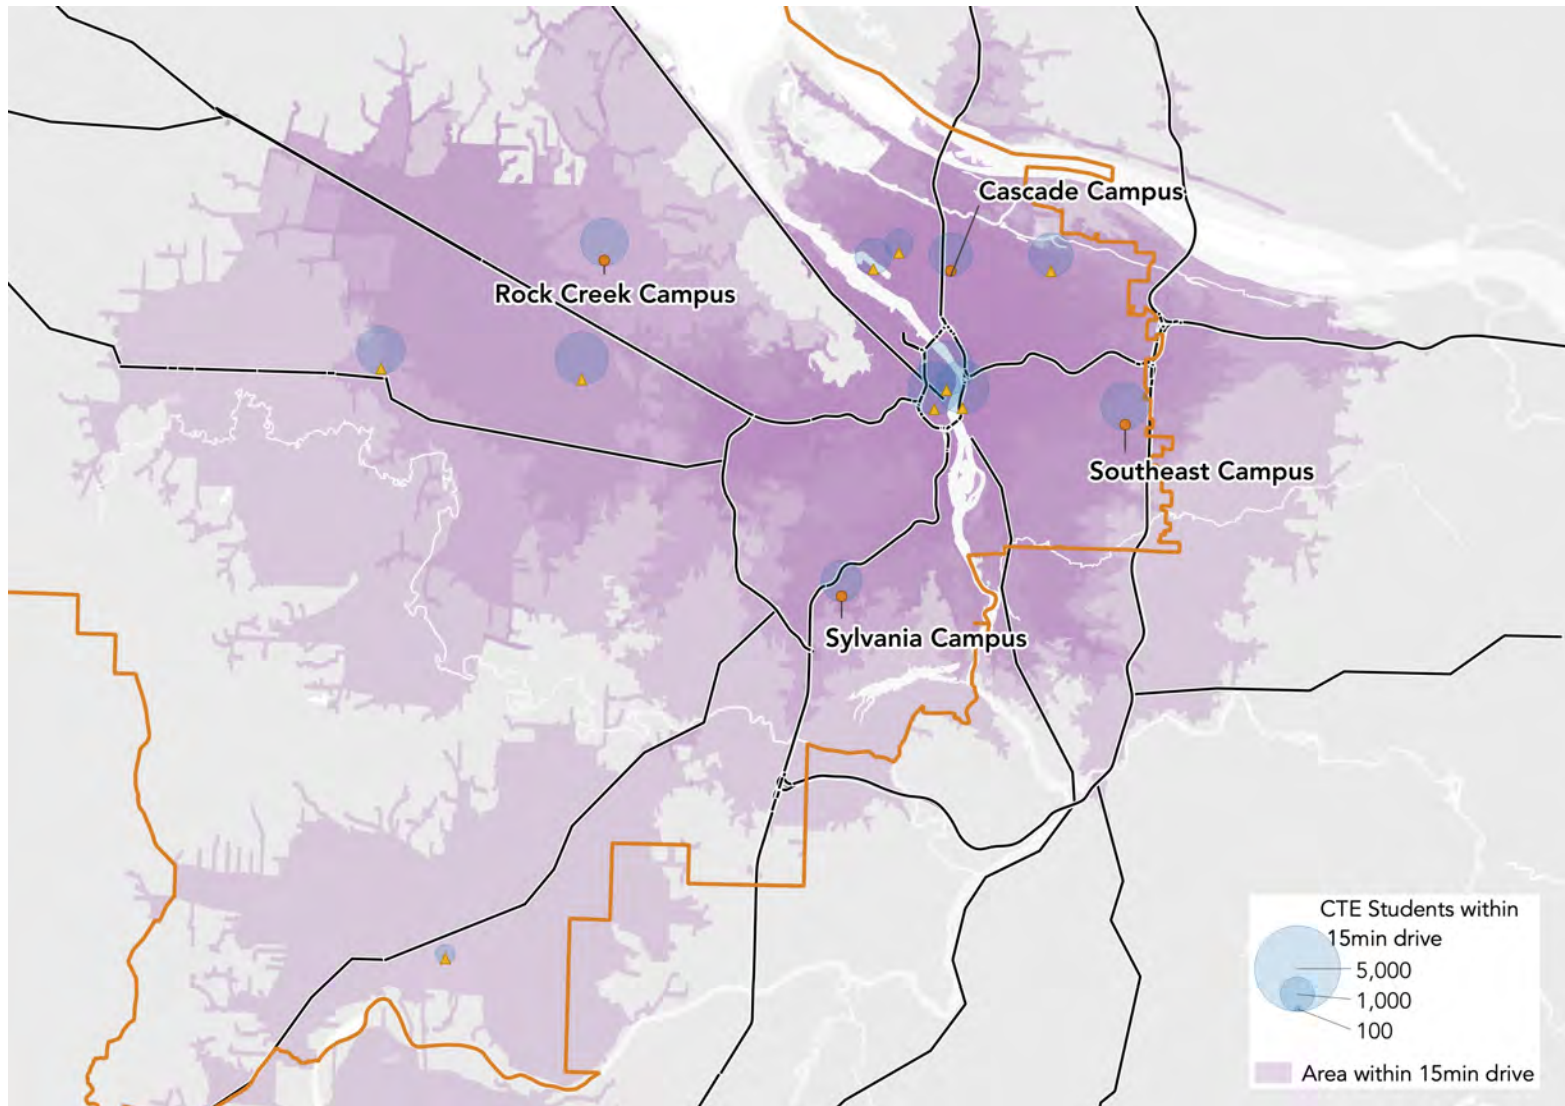 Cascade Campus
Rock Creek Campus
Southeast Campus
Sylvania Campus
CTE Students within
15min drive
5,000
1,000
100
Area within 15min drive